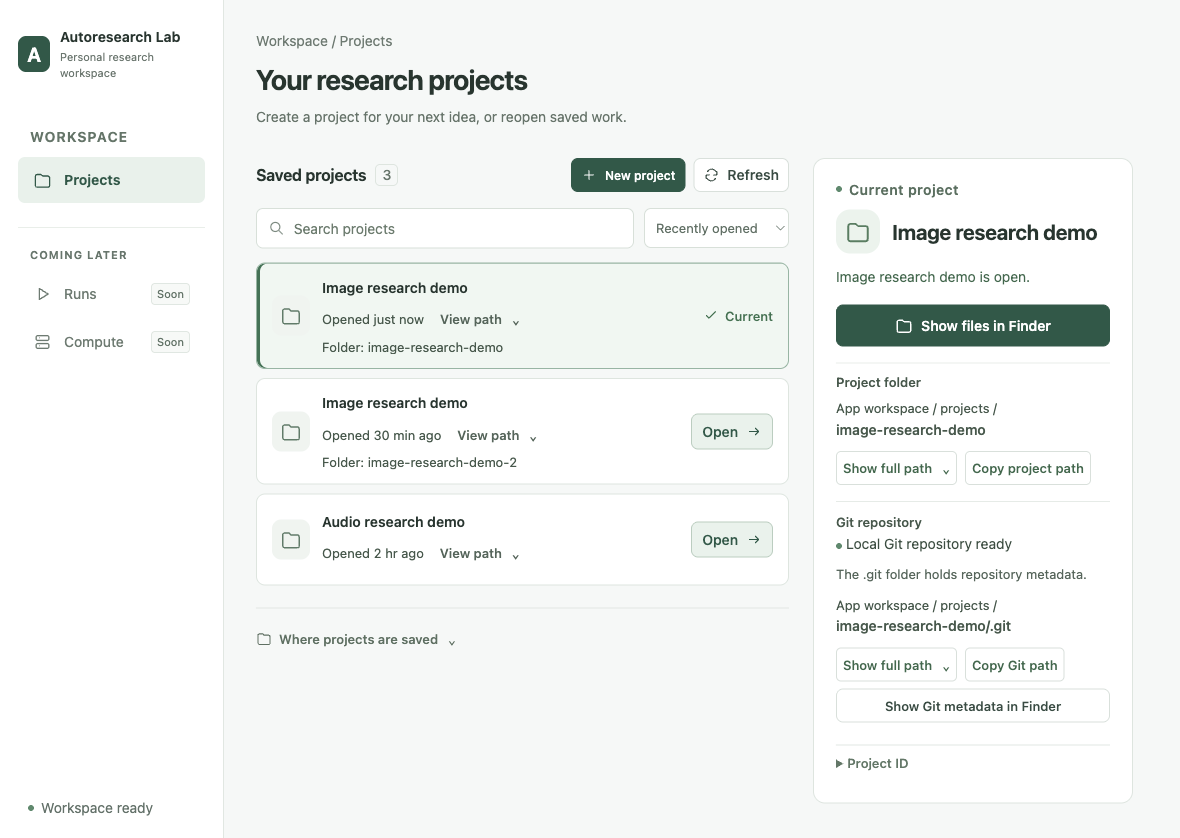 A
Autoresearch Lab
Personal research
workspace
WORKSPACE
Projects
COMING LATER
Runs Soon
Compute Soon
Workspace ready
Workspace / Projects
Your research projects
Create a project for your next idea, or reopen saved work.
Saved projects 3
New project
Refresh
Search projects
Recently opened
Image research demo
Opened just now View path
Folder: image-research-demo
Current
Image research demo
Opened 30 min ago View path
Folder: image-research-demo-2
Open
Audio research demo
Opened 2 hr ago View path
Open
Where projects are saved
Current project
Image research demo
Image research demo is open.
Show files in Finder
Project folder
App workspace / projects /
image-research-demo
Show full path Copy project path
Git repository
Local Git repository ready
The .git folder holds repository metadata.
App workspace / projects /
image-research-demo/.git
Show full path Copy Git path
Show Git metadata in Finder
Project ID